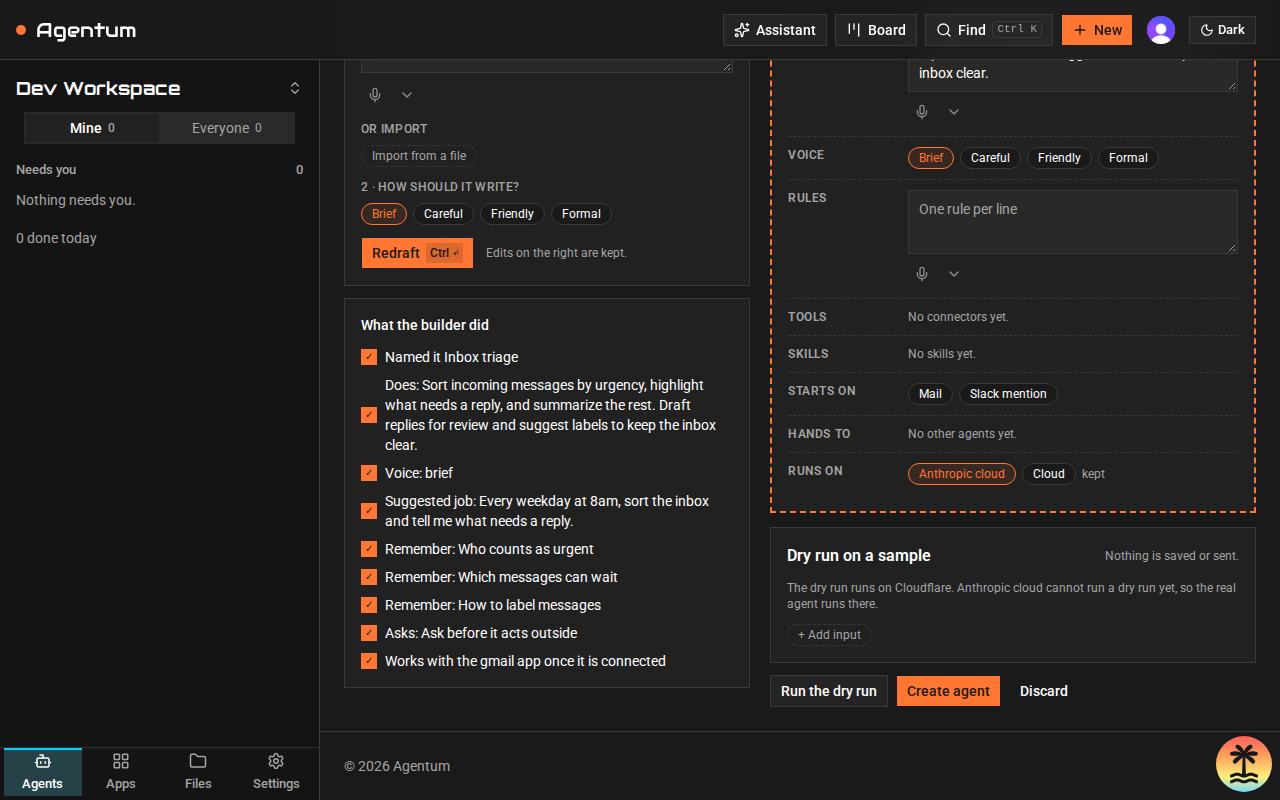 Agentum
Assistant
Board
Find Ctrl K
New
Dark
Dev Workspace
Mine 0
Everyone 0
Needs you 0
Nothing needs you.
0 done today
Agents
Apps
Files
Settings
OR IMPORT
Import from a file
2 · HOW SHOULD IT WRITE?
Brief Careful Friendly Formal
Redraft Ctrl ⏎ Edits on the right are kept.
What the builder did
Named it Inbox triage
Does: Sort incoming messages by urgency, highlight
what needs a reply, and summarize the rest. Draft
replies for review and suggest labels to keep the inbox
clear.
Voice: brief
Suggested job: Every weekday at 8am, sort the inbox
and tell me what needs a reply.
Remember: Who counts as urgent
Remember: Which messages can wait
Remember: How to label messages
Asks: Ask before it acts outside
Works with the gmail app once it is connected
inbox clear.
VOICE Brief Careful Friendly Formal
RULES One rule per line
TOOLS No connectors yet.
SKILLS No skills yet.
STARTS ON Mail Slack mention
HANDS TO No other agents yet.
RUNS ON Anthropic cloud Cloud kept
Dry run on a sample Nothing is saved or sent.
The dry run runs on Cloudflare. Anthropic cloud cannot run a dry run yet, so the real
agent runs there.
+ Add input
Run the dry run Create agent Discard
© 2026 Agentum